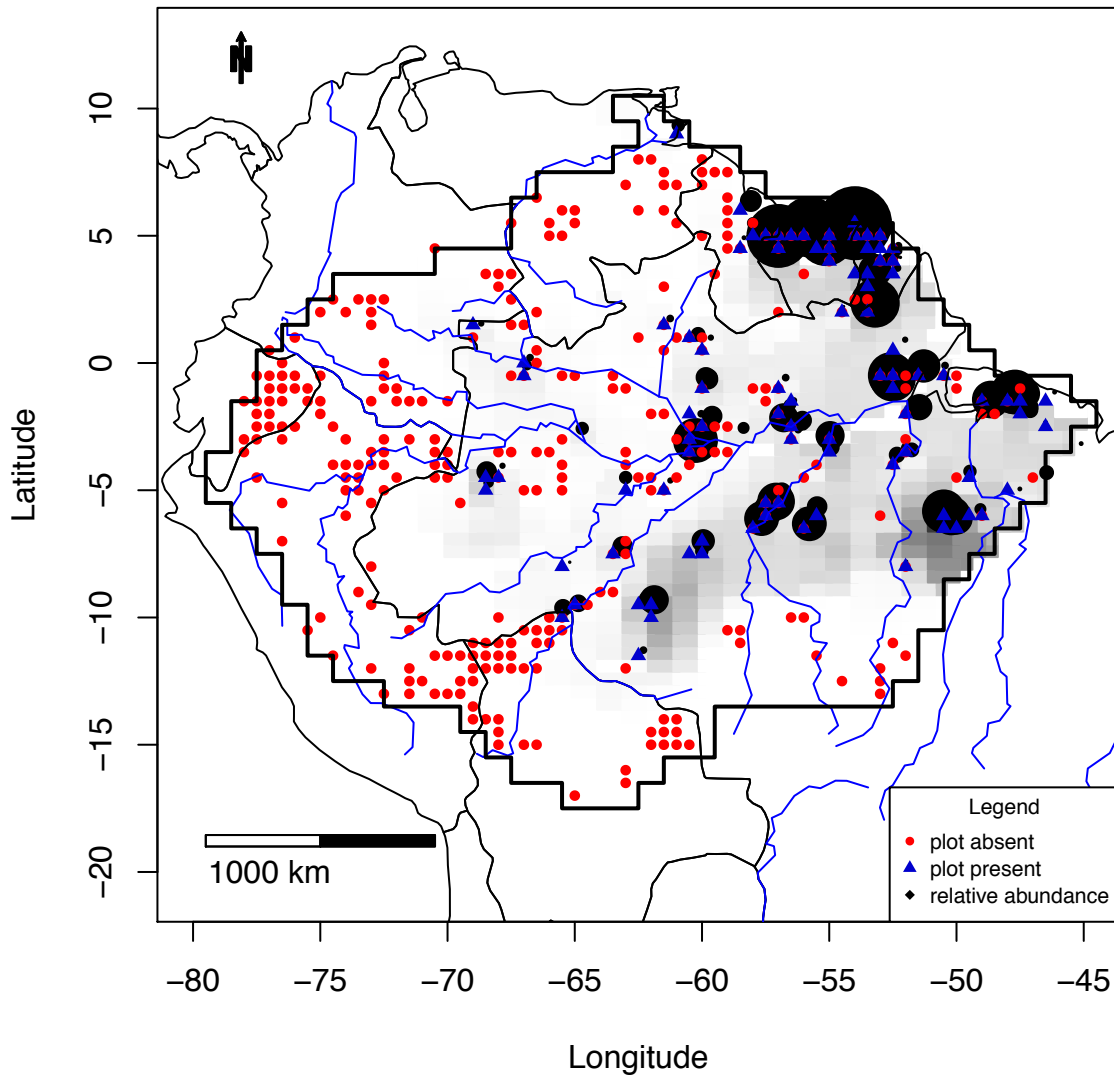 N
10
5
0
−5
−10
−15
−20
Latitude
1000 km
Legend
plot absent
plot present
relative abundance
−80 −75 −70 −65 −60 −55 −50 −45
Longitude